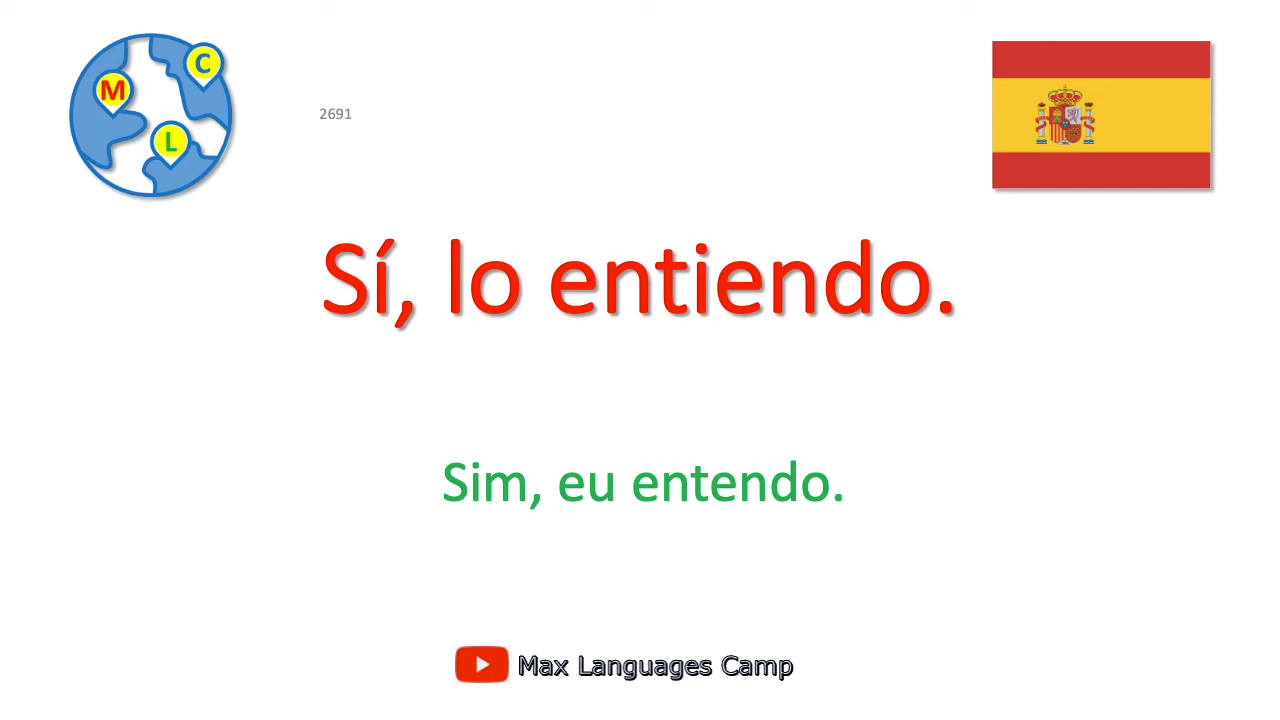 M
C
L
2691
Sí, lo entiendo.
Sim, eu entendo.
Max Languages Camp